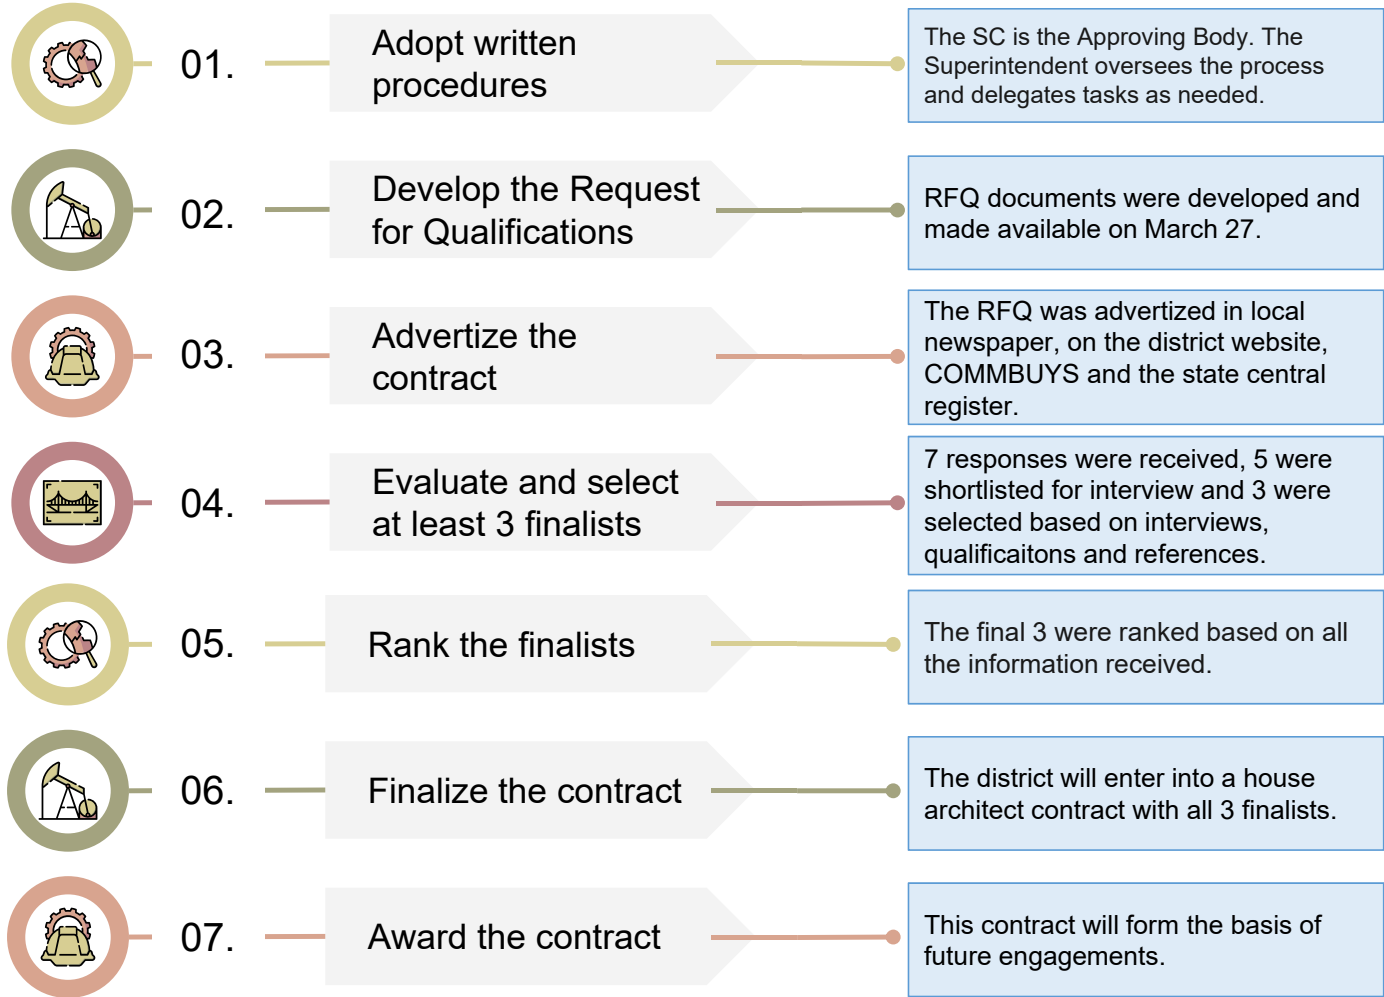 01.
Adopt written
procedures
The SC is the Approving Body. The
Superintendent oversees the process
and delegates tasks as needed.
02.
Develop the Request
for Qualifications
RFQ documents were developed and
made available on March 27.
03.
Advertize the
contract
The RFQ was advertized in local
newspaper, on the district website,
COMMBUYS and the state central
register.
04.
Evaluate and select
at least 3 finalists
7 responses were received, 5 were
shortlisted for interview and 3 were
selected based on interviews,
qualificaitons and references.
05.
Rank the finalists
The final 3 were ranked based on all
the information received.
06.
Finalize the contract
The district will enter into a house
architect contract with all 3 finalists.
07.
Award the contract
This contract will form the basis of
future engagements.